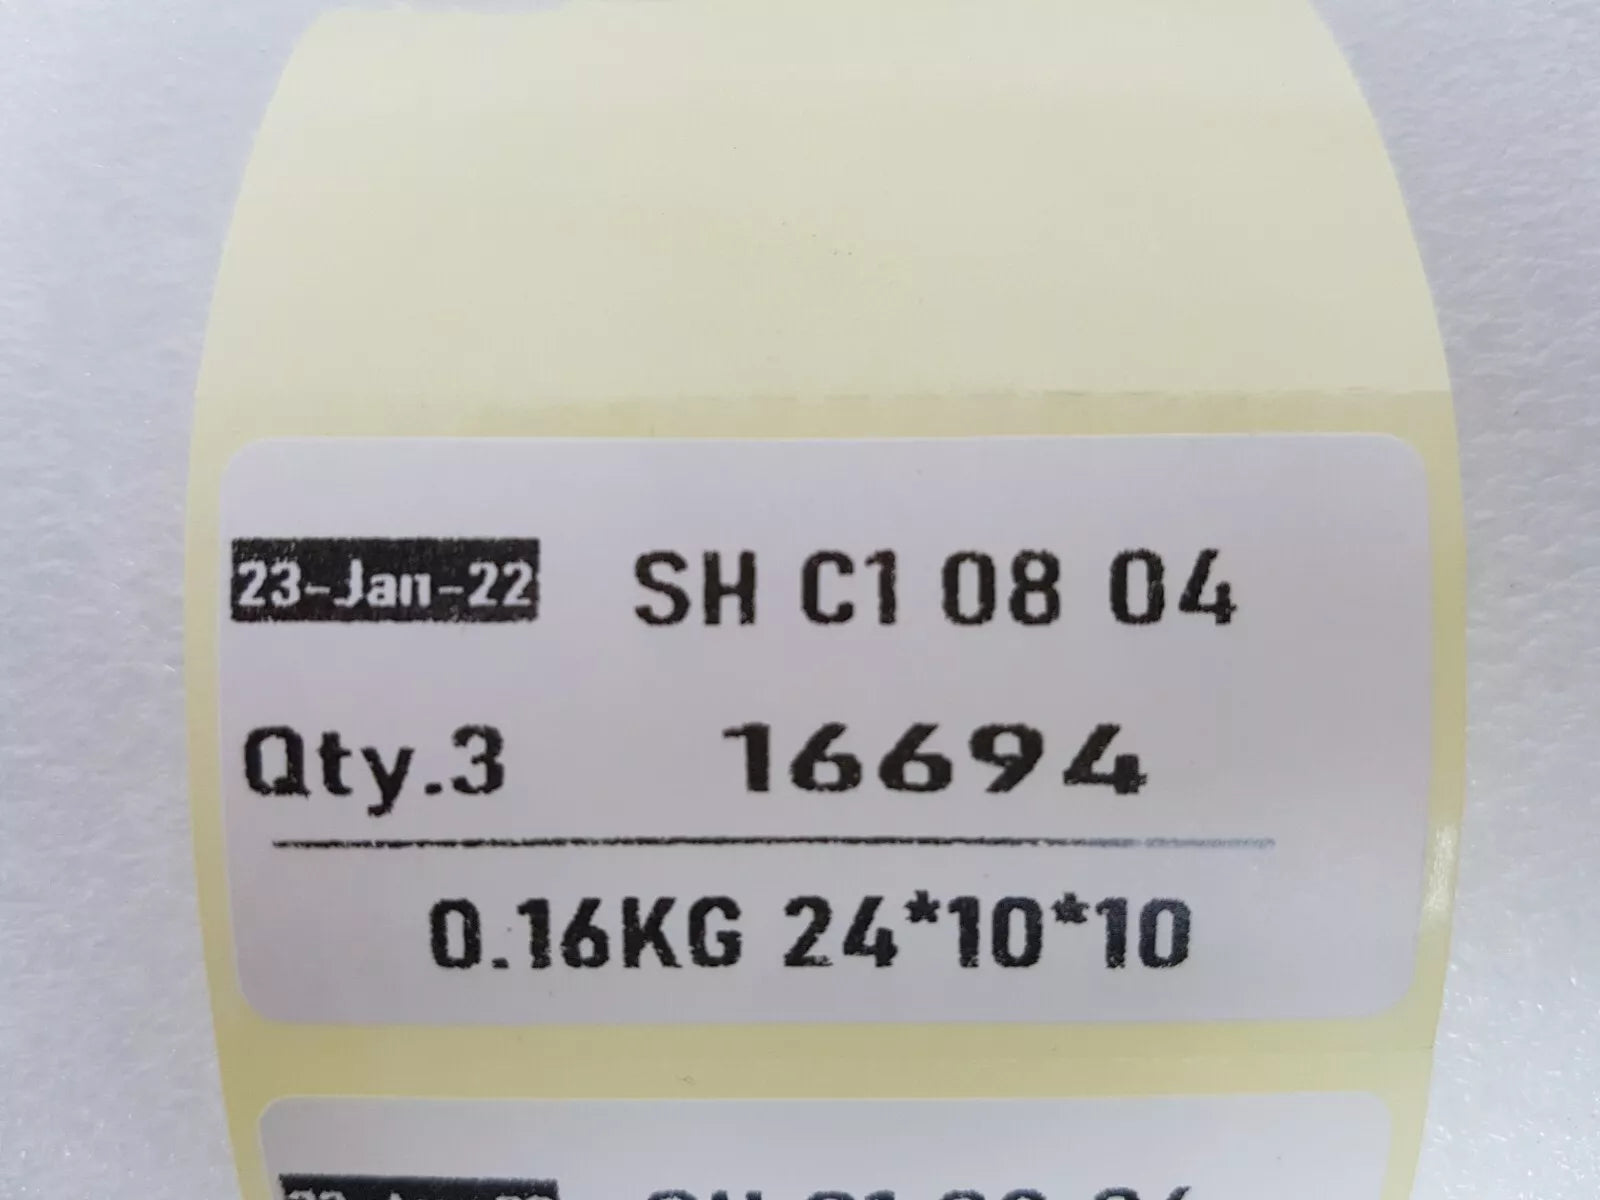 23-Jan-22 SH C1 08 04
Qty.3 16694
0.16KG 24*10*10